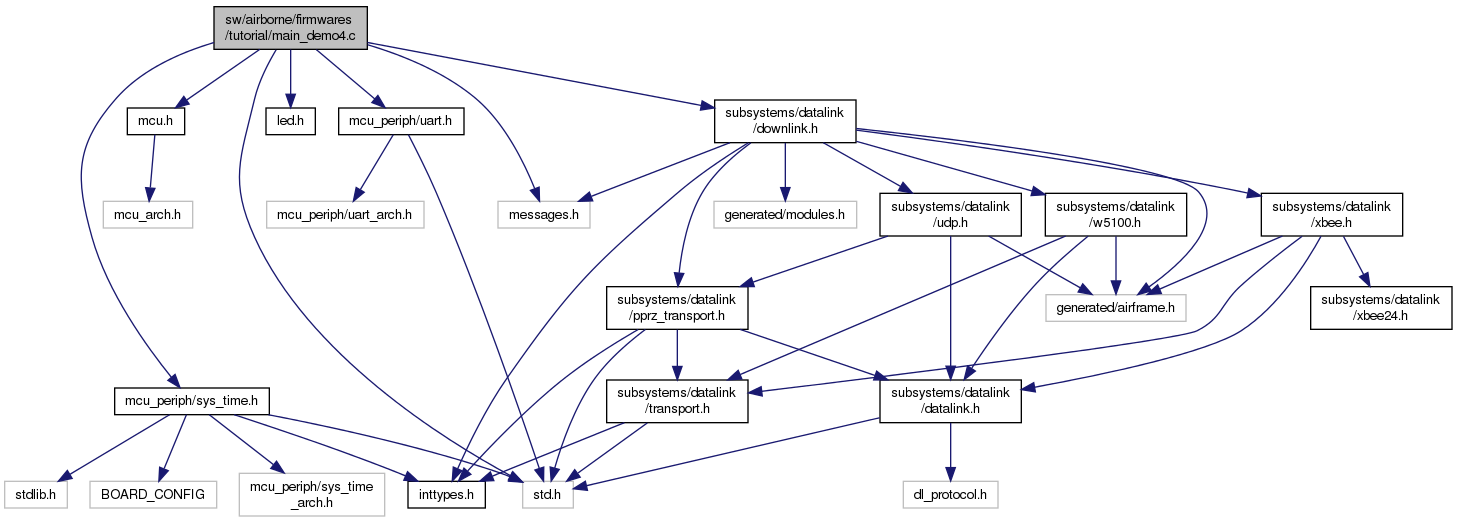 sw/airborne/firmwares
/tutorial/main_demo4.c
mcu.h
led.h
mcu_periph/uart.h
subsystems/datalink
/downlink.h
mcu_arch.h
mcu_periph/uart_arch.h
messages.h
generated/modules.h
subsystems/datalink
/udp.h
subsystems/datalink
/w5100.h
subsystems/datalink
/xbee.h
subsystems/datalink
/pprz_transport.h
generated/airframe.h
subsystems/datalink
/xbee24.h
mcu_periph/sys_time.h
subsystems/datalink
/transport.h
subsystems/datalink
/datalink.h
stdlib.h
BOARD_CONFIG
mcu_periph/sys_time
_arch.h
inttypes.h
std.h
dl_protocol.h